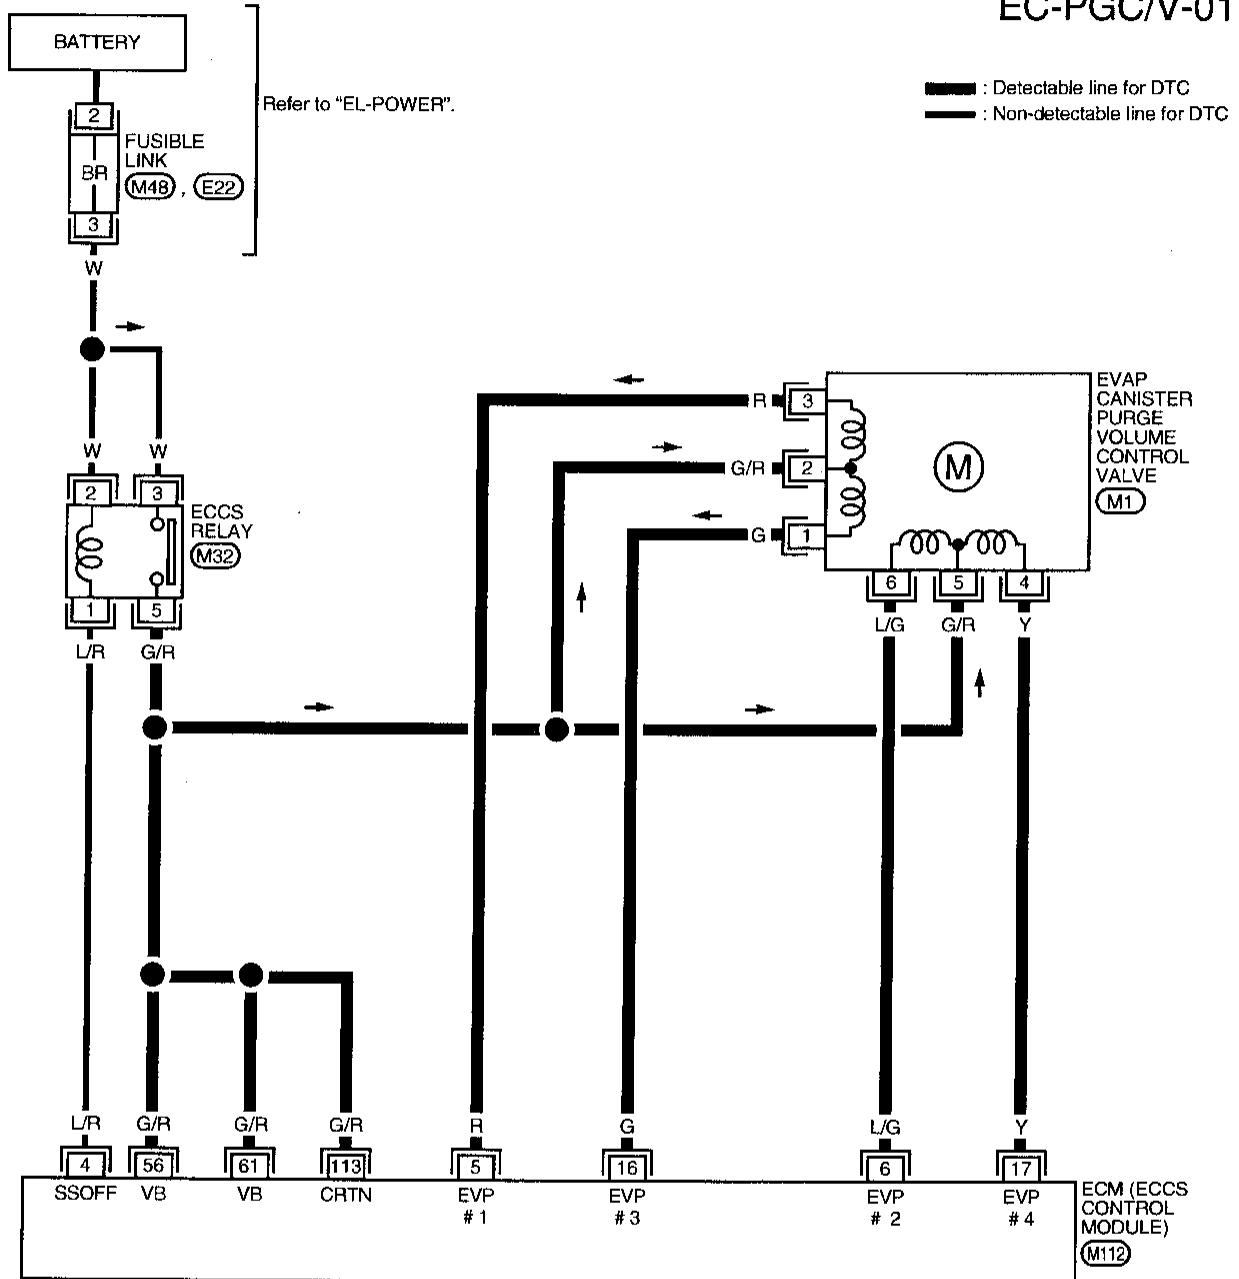 EC-PGC/V-01
BATTERY
Refer to "EL-POWER".
: Detectable line for DTC
: Non-detectable line for DTC
2
FUSIBLE
LINK
BR
M48 , E22
3
W
W
W
2
3
ECCS
RELAY
M32
1
5
L/R
G/R
R
3
G/R
2
G
1
M
EVAP
CANISTER
PURGE
VOLUME
CONTROL
VALVE
M1
6
5
4
L/G
G/R
Y
L/R
G/R
G/R
G/R
R
G
L/G
Y
4
56
61
113
5
16
6
17
SSOFF
VB
VB
CRTN
EVP
# 1
EVP
# 3
EVP
# 2
EVP
# 4
ECM (ECCS
CONTROL
MODULE)
M112